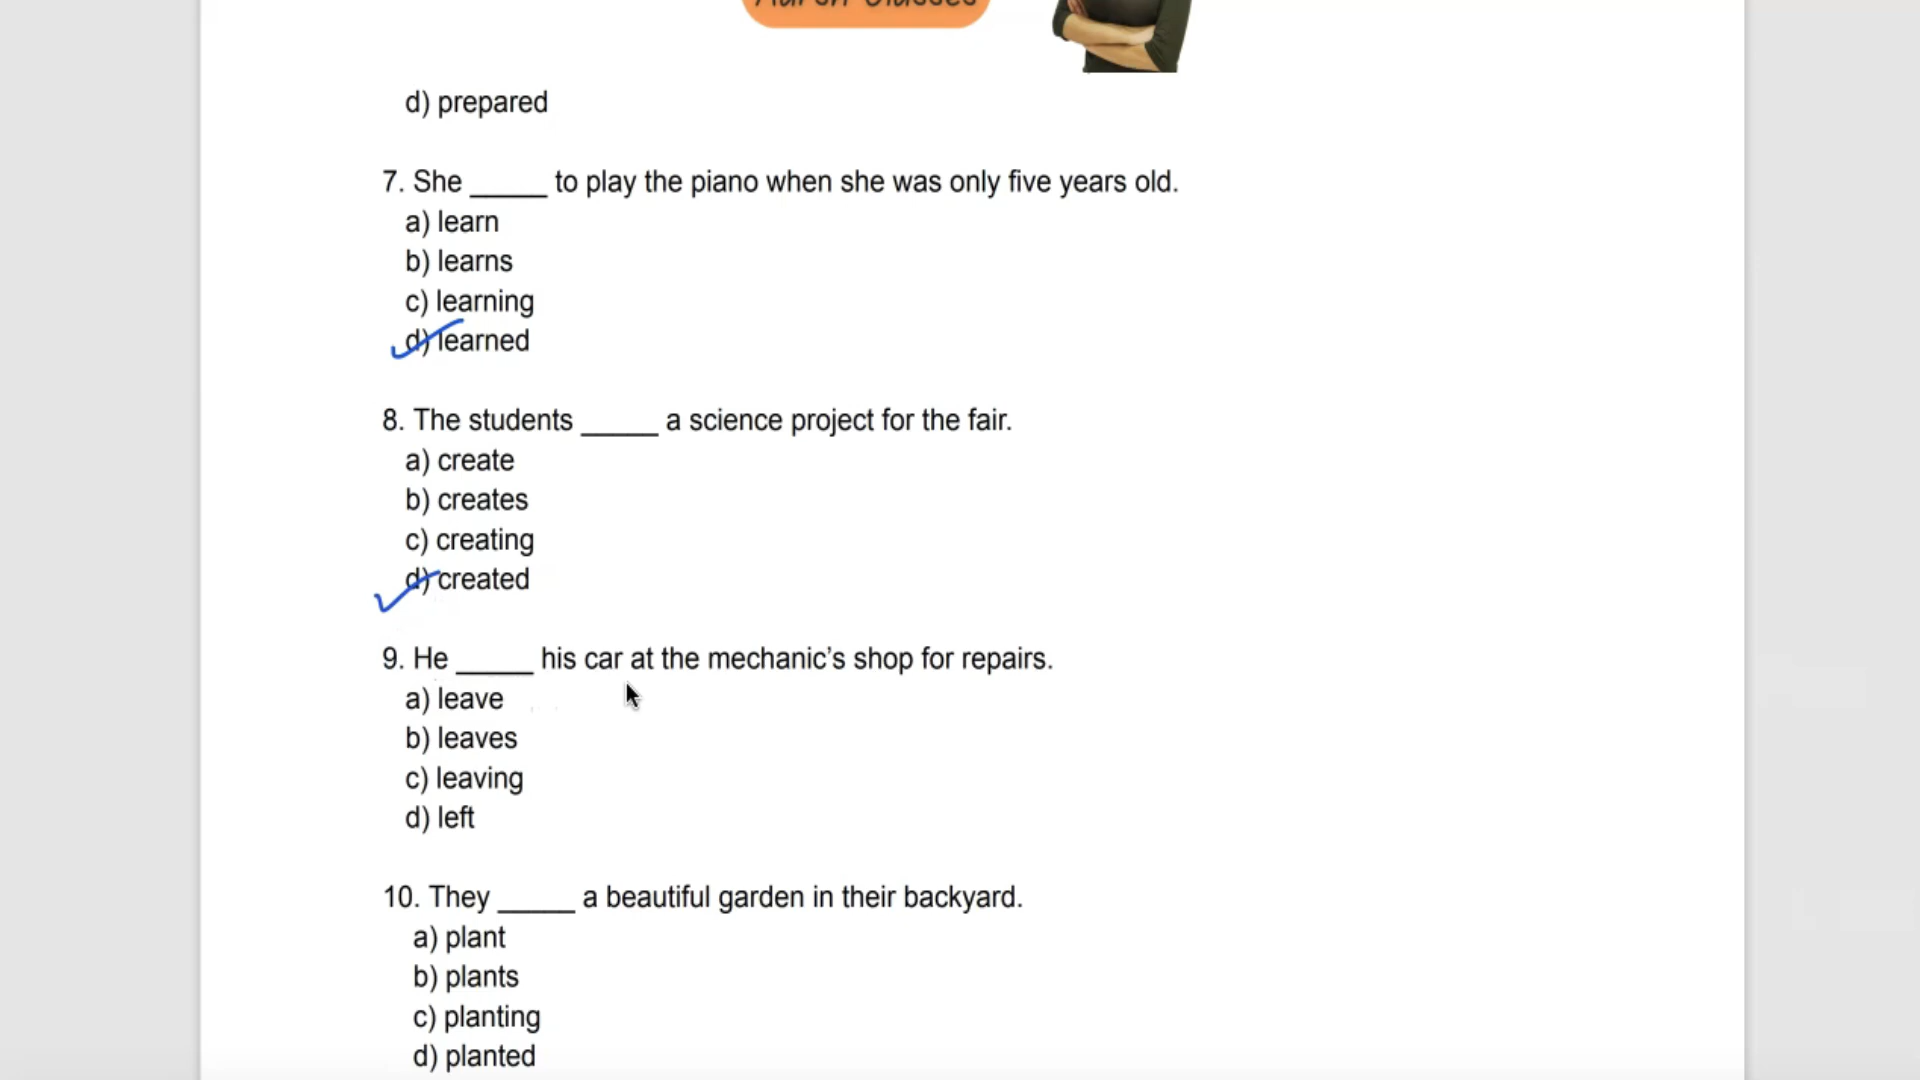 d) prepared
7. She _____ to play the piano when she was only five years old.
a) learn
b) learns
c) learning
d) learned
8. The students _____ a science project for the fair.
a) create
b) creates
c) creating
d) created
9. He _____ his car at the mechanic’s shop for repairs.
a) leave
b) leaves
c) leaving
d) left
10. They _____ a beautiful garden in their backyard.
a) plant
b) plants
c) planting
d) planted